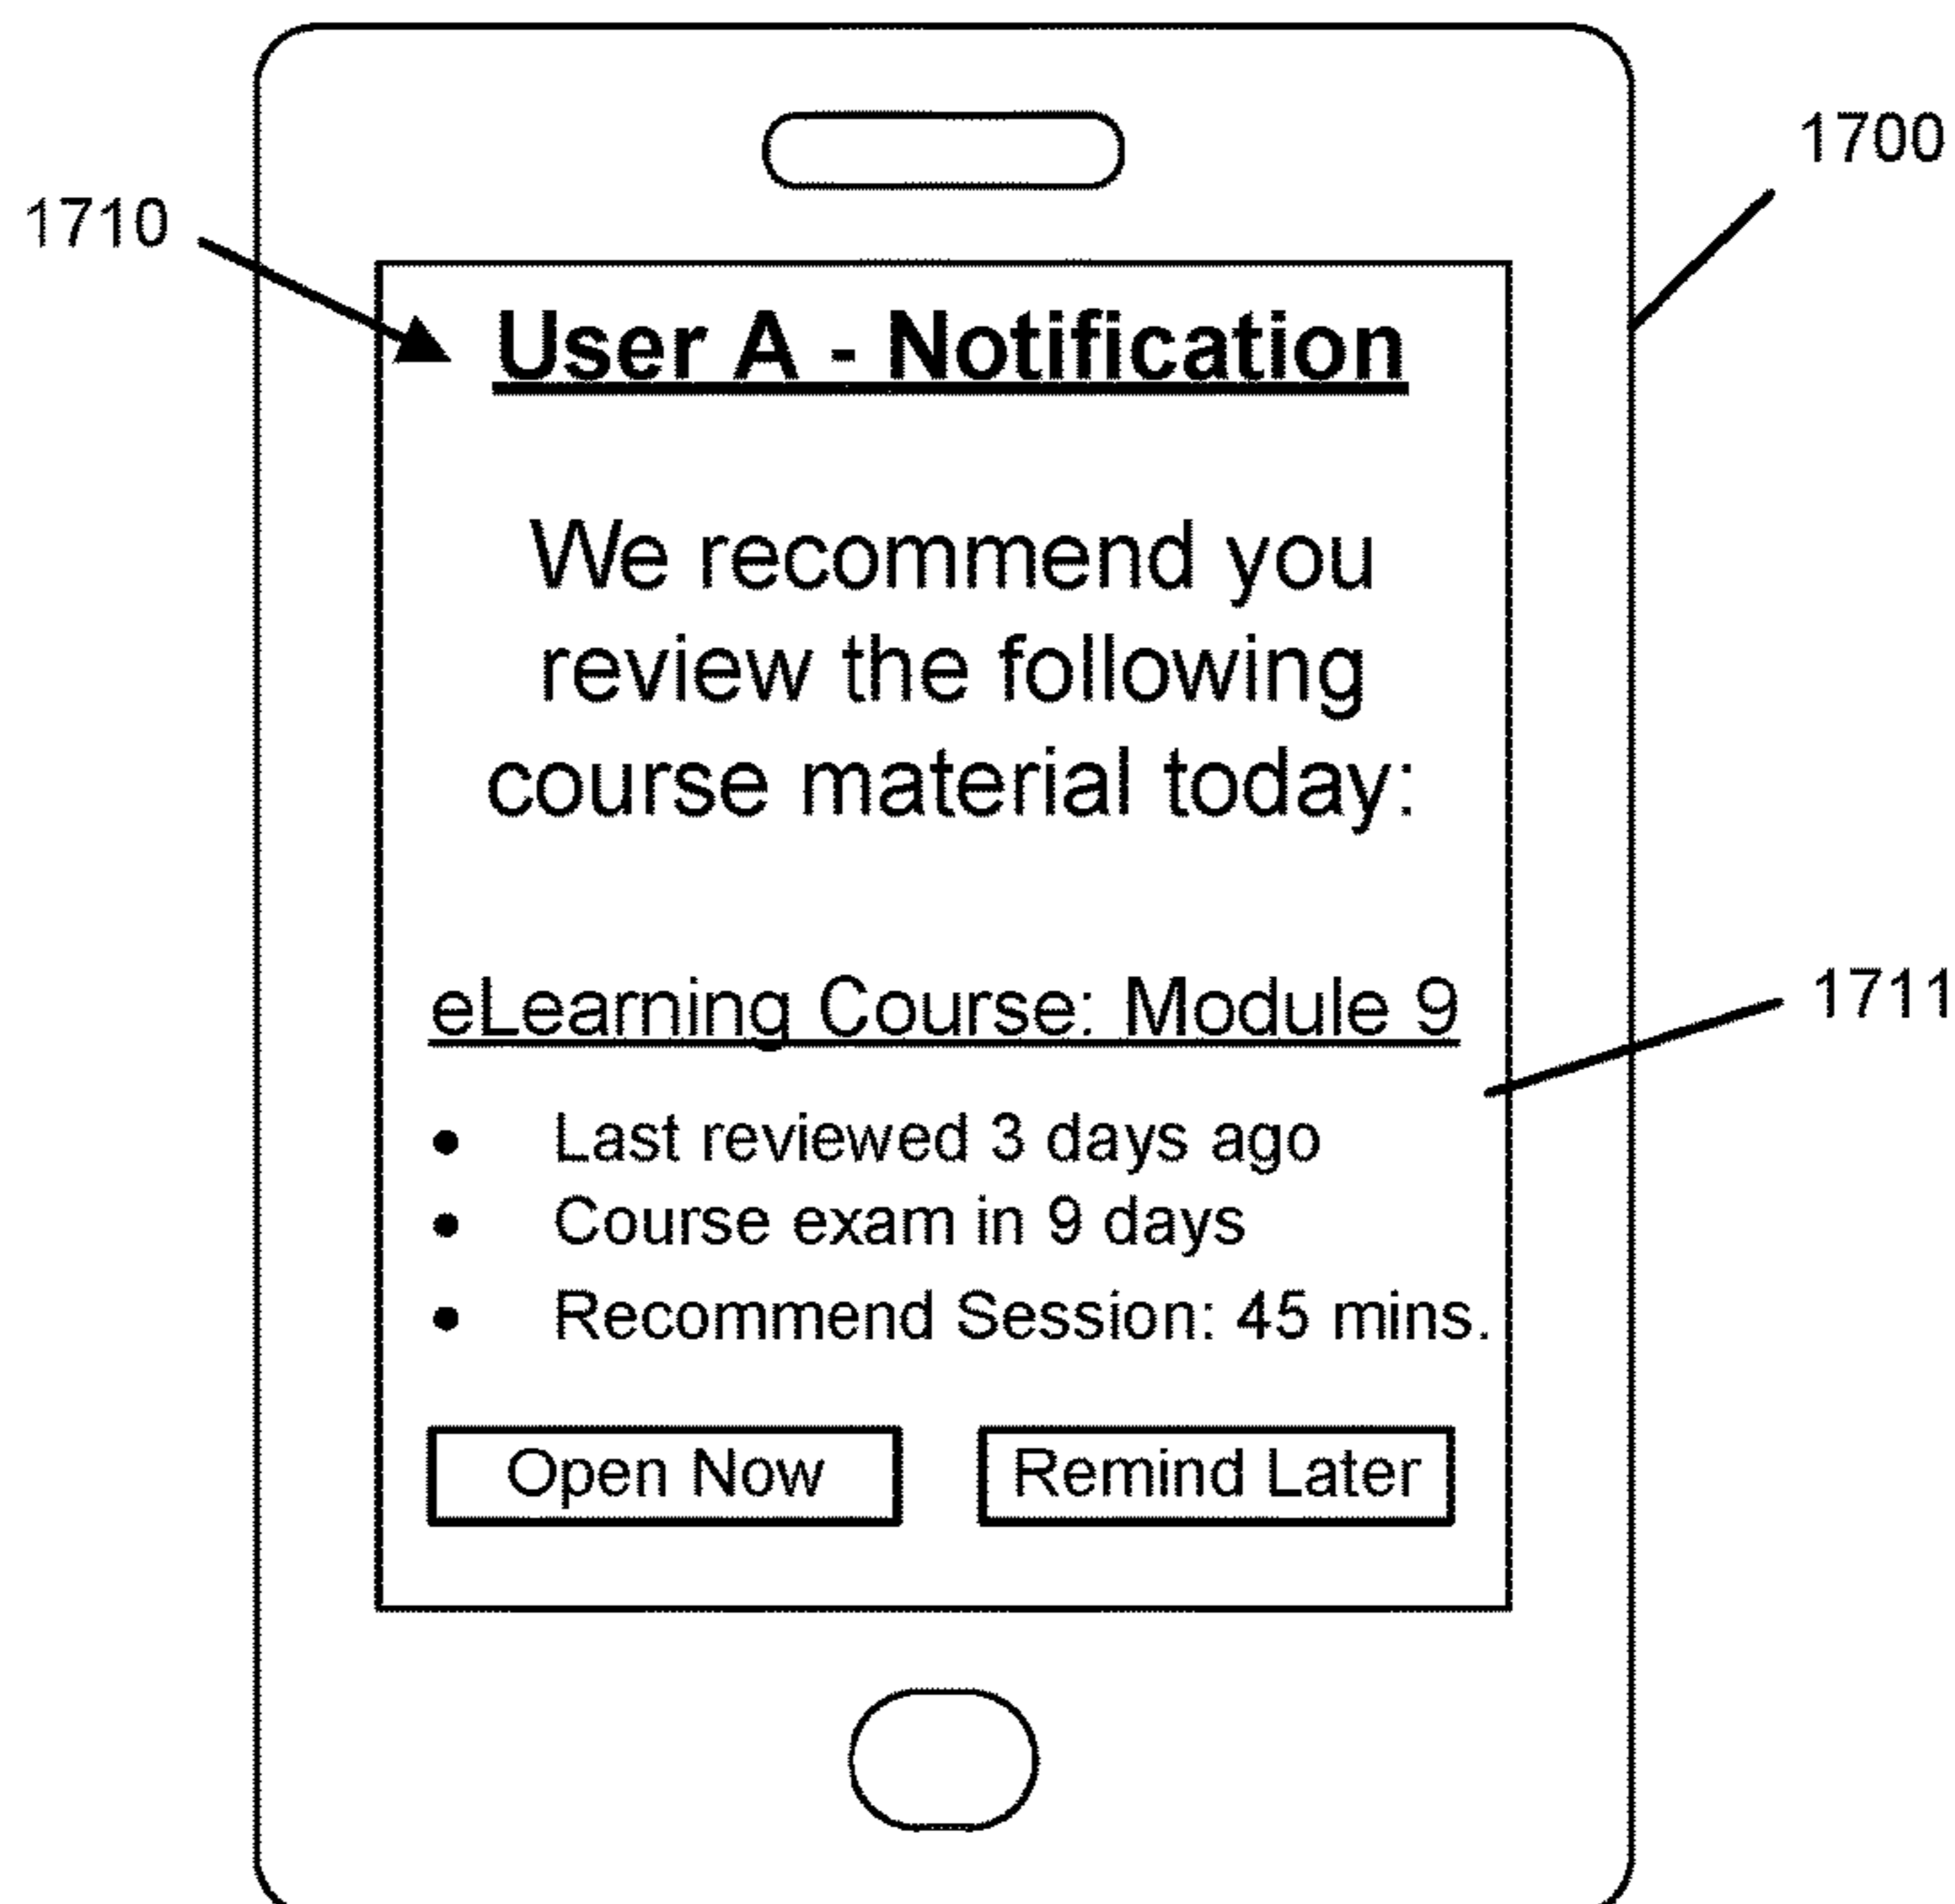 1700
1710
User A - Notification
We recommend you
review the following
course material today:
eLearning Course: Module 9
1711
• Last reviewed 3 days ago
• Course exam in 9 days
• Recommend Session: 45 mins.
Open Now
Remind Later